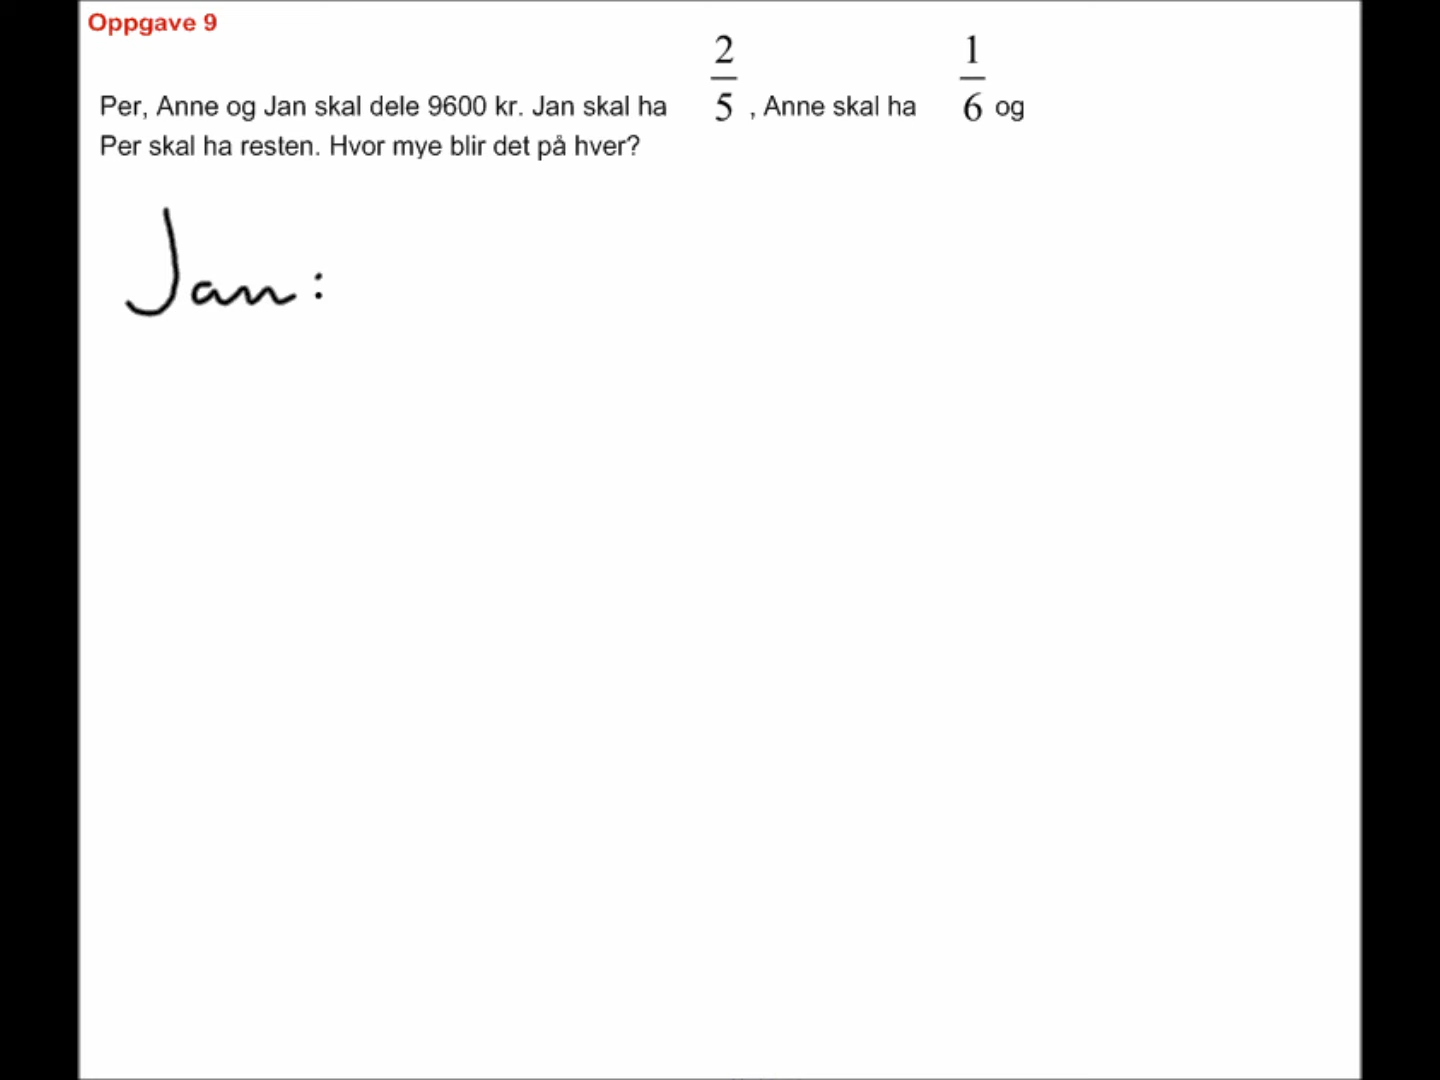 Oppgave 9
Per, Anne og Jan skal dele 9600 kr. Jan skal ha 2/5 , Anne skal ha 1/6 og
Per skal ha resten. Hvor mye blir det på hver?
Jan: